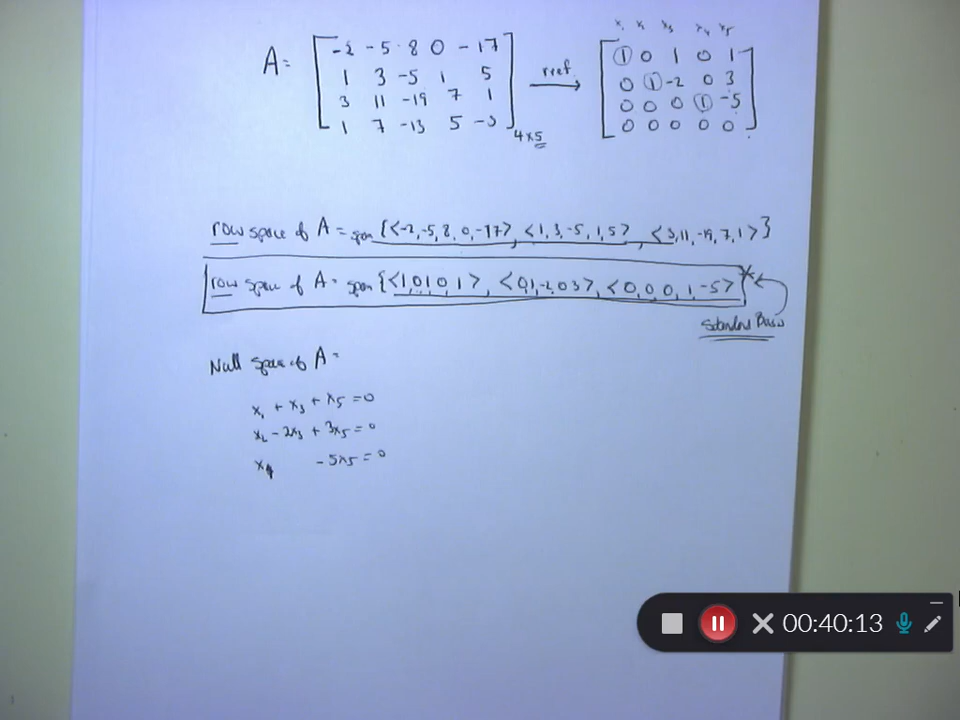 x₁ x₂ x₃ x₄ x₅
A= [ -2 -5 8 0 -17 ] rref → [ 1 0 1 0 1 ]
1 3 -5 1 5 0 1 -2 0 3
3 11 -19 7 1 0 0 0 1 -5
1 7 -13 5 -3 0 0 0 0 0
4×5
row space of A = span {<-2,-5,8,0,-17>, <1,3,-5,1,5>, <3,11,-19,7,1>}
row space of A = span {<1,0,1,0,1>, <0,1,-2,0,3>, <0,0,0,1,-5>} *
Standard Basis
Null space of A =
x₁ + x₃ + x₅ = 0
x₂ - 2x₃ + 3x₅ = 0
x₄ - 5x₅ = 0
00:40:13